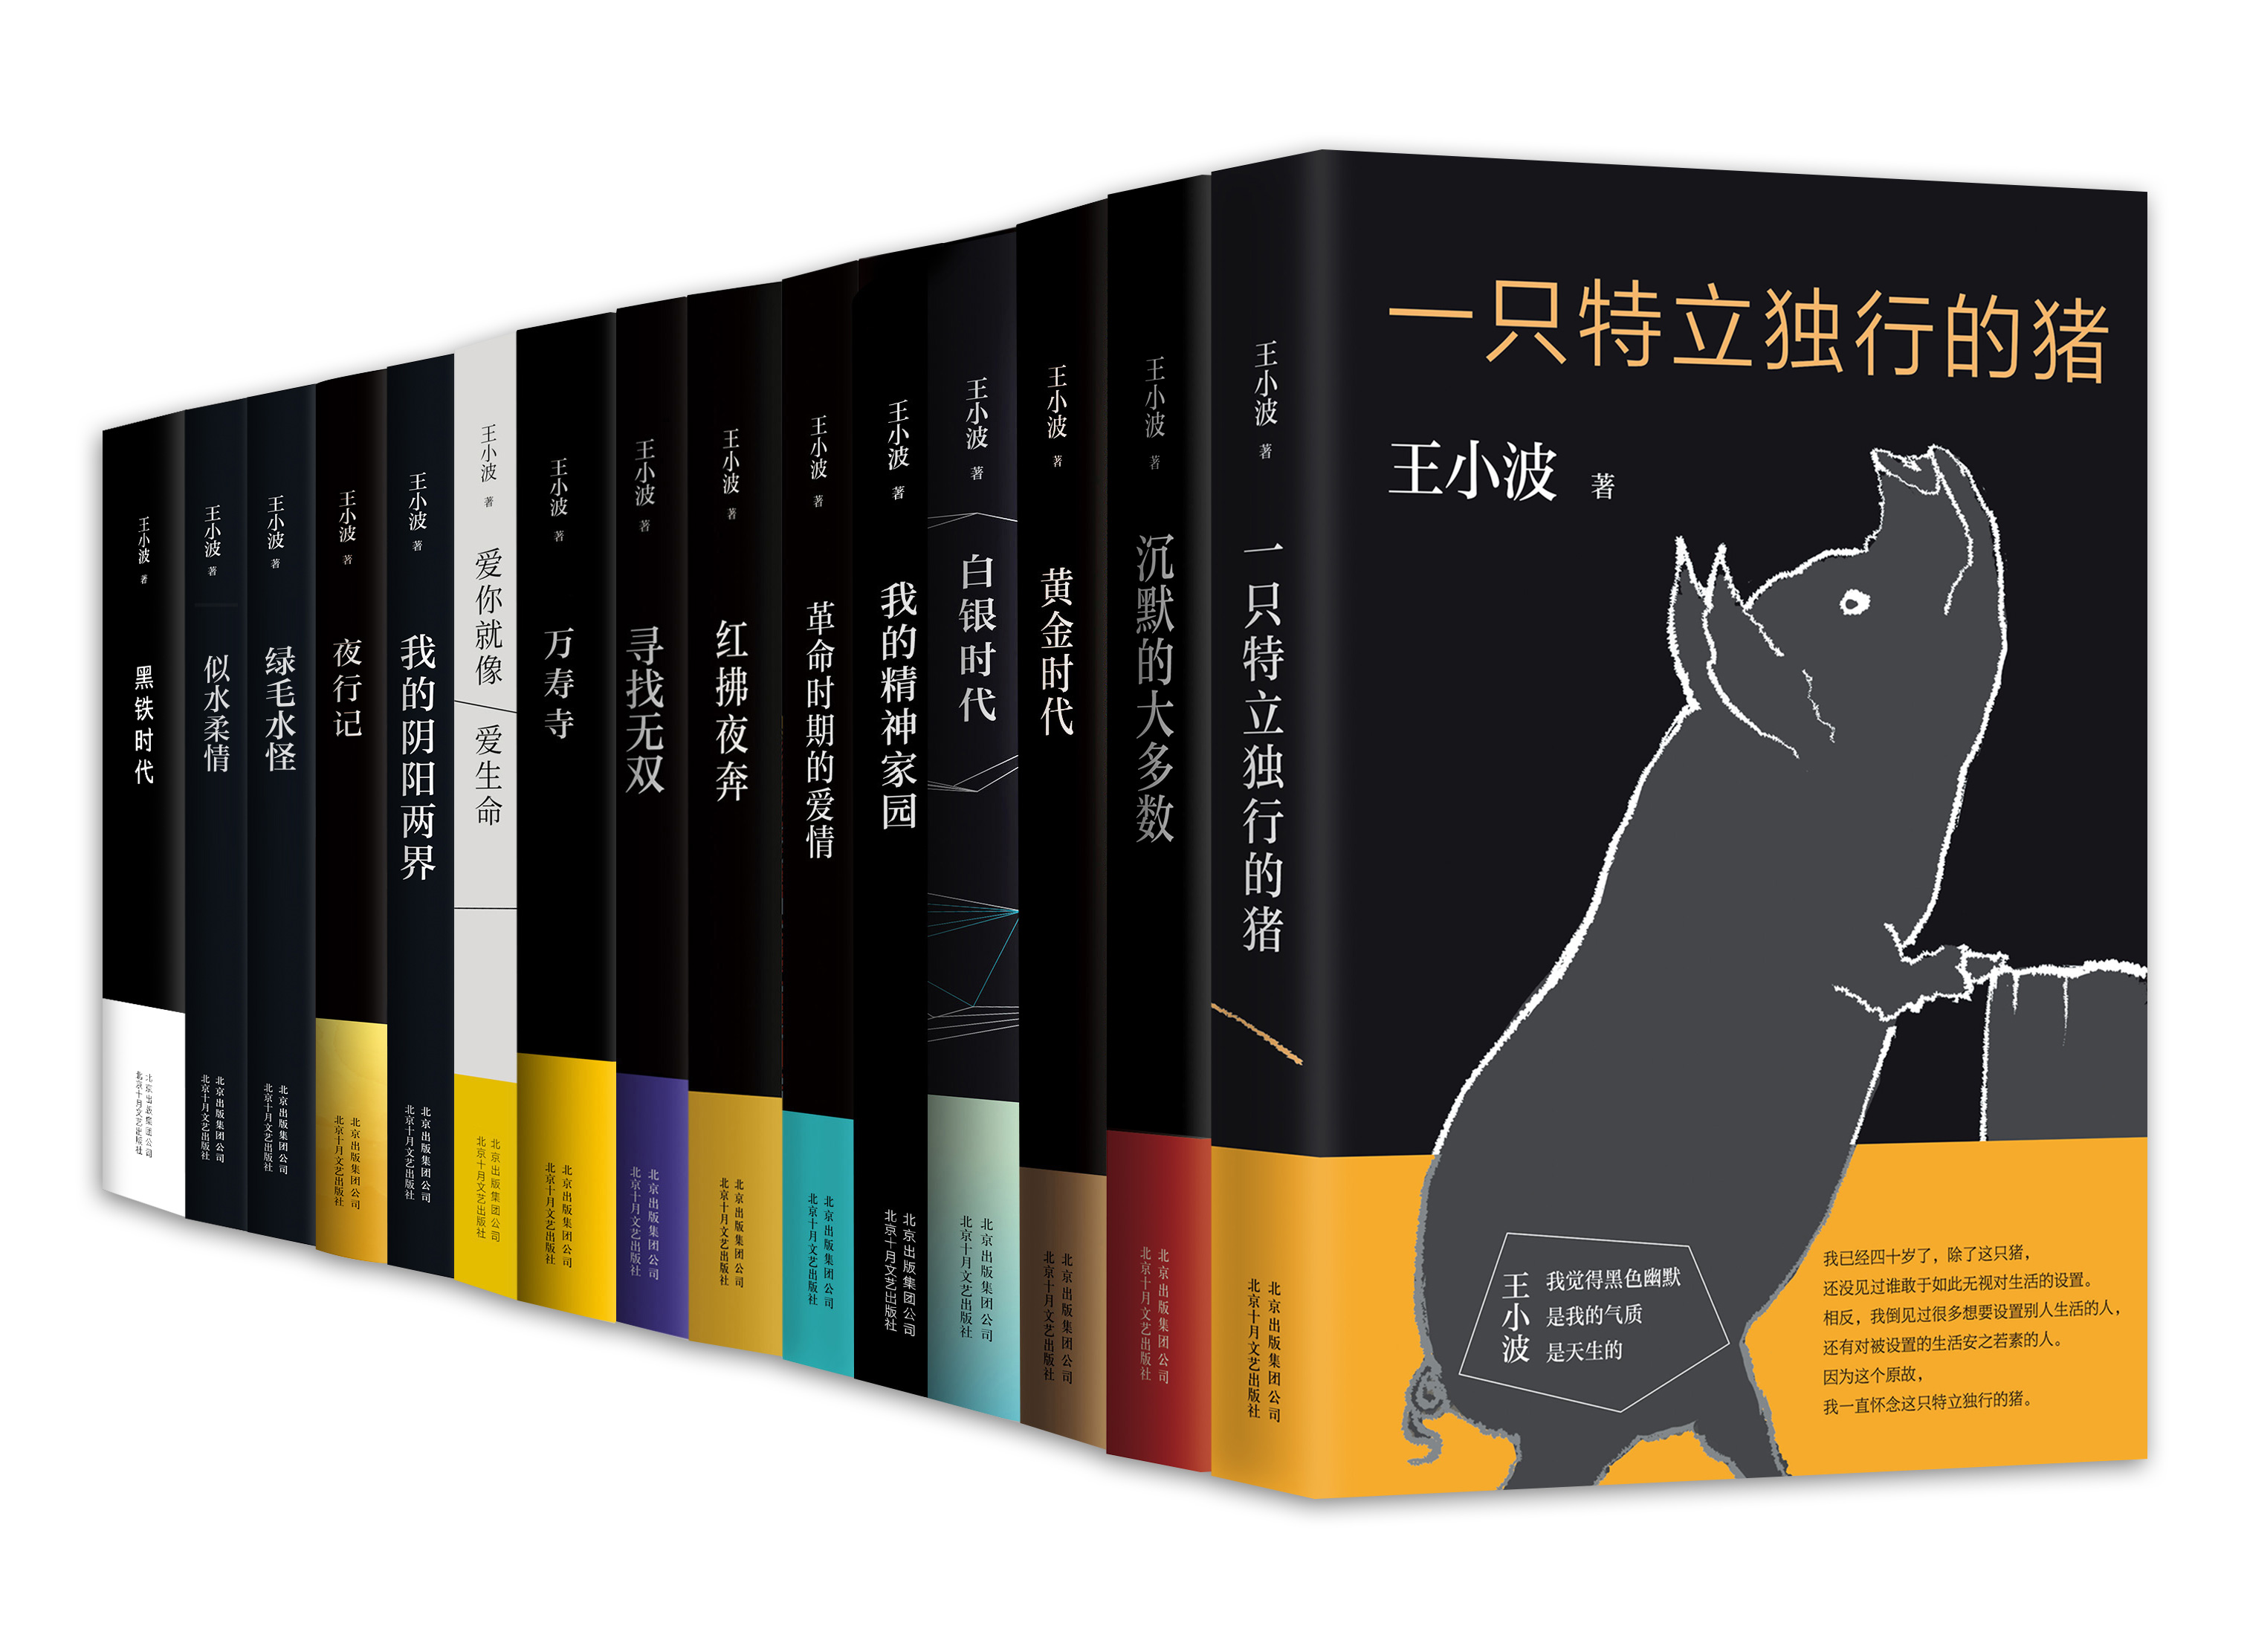 王小波 著
黑铁时代
北京出版集团公司
北京十月文艺出版社
王小波 著
似水柔情
北京出版集团公司
北京十月文艺出版社
王小波 著
绿毛水怪
北京出版集团公司
北京十月文艺出版社
王小波 著
夜行记
北京出版集团公司
北京十月文艺出版社
王小波 著
我的阴阳两界
北京出版集团公司
北京十月文艺出版社
王小波 著
爱你就像
爱生命
北京出版集团公司
北京十月文艺出版社
王小波 著
万寿寺
北京出版集团公司
北京十月文艺出版社
王小波 著
寻找无双
北京出版集团公司
北京十月文艺出版社
王小波 著
红拂夜奔
北京出版集团公司
北京十月文艺出版社
王小波 著
革命时期的爱情
北京出版集团公司
北京十月文艺出版社
王小波 著
我的精神家园
北京出版集团公司
北京十月文艺出版社
王小波 著
白银时代
北京出版集团公司
北京十月文艺出版社
王小波 著
黄金时代
北京出版集团公司
北京十月文艺出版社
王小波 著
沉默的大多数
北京出版集团公司
北京十月文艺出版社
王小波 著
一只特立独行的猪
北京出版集团公司
北京十月文艺出版社
一只特立独行的猪
王小波 著
王小波
我觉得黑色幽默
是我的气质
是天生的
我已经四十岁了，除了这只猪，
还没见过谁敢于如此无视对生活的设置。
相反，我倒见过很多想要设置别人生活的人，
还有对被设置的生活安之若素的人。
因为这个原故，
我一直怀念这只特立独行的猪。